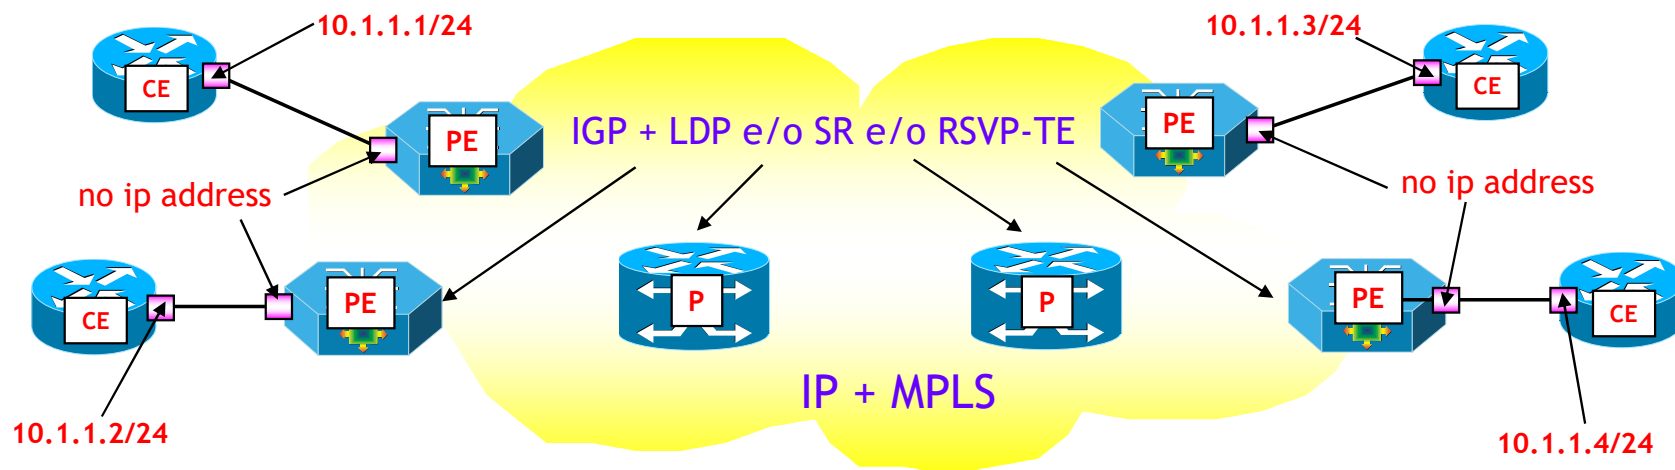 10.1.1.1/24
10.1.1.3/24
CE
CE
PE
IGP + LDP e/o SR e/o RSVP-TE
PE
no ip address
no ip address
CE
PE
P
P
PE
CE
IP + MPLS
10.1.1.2/24
10.1.1.4/24